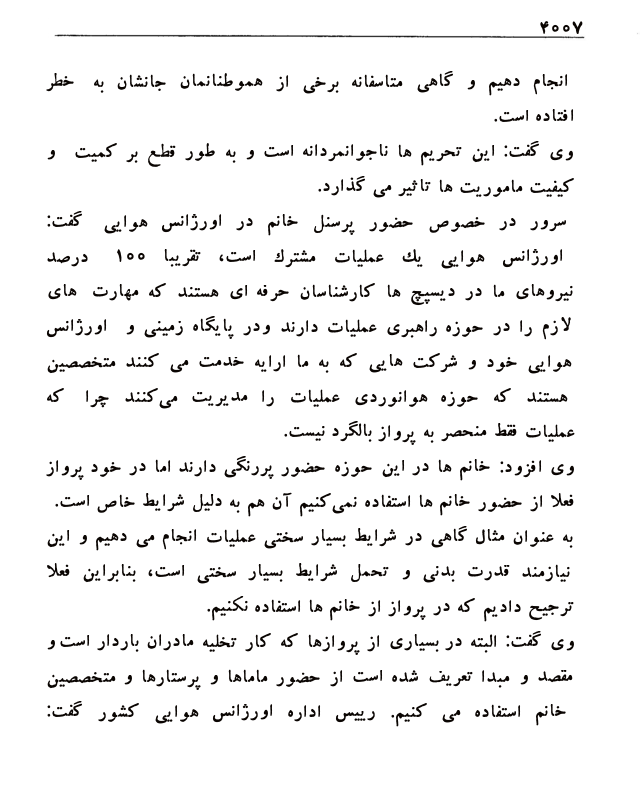 ۴۰۰۷
انجام دهیم و گاهی متاسفانه برخی از هموطنانمان جانشان به خطر
افتاده است.
وی گفت: این تحریم ها ناجوانمردانه است و به طور قطع بر کمیت و
کیفیت ماموریت ها تاثیر می گذارد.
سرور در خصوص حضور پرسنل خانم در اورژانس هوایی گفت:
اورژانس هوایی یك عملیات مشترك است، تقریبا ۱۰۰ درصد
نیروهای ما در دیسپچ ها کارشناسان حرفه ای هستند که مهارت های
لازم را در حوزه راهبری عملیات دارند ودر پایگاه زمینی و اورژانس
هوایی خود و شرکت هایی که به ما ارایه خدمت می کنند متخصصین
هستند که حوزه هوانوردی عملیات را مدیریت می‌کنند چرا که
عملیات فقط منحصر به پرواز بالگرد نیست.
وی افزود: خانم ها در این حوزه حضور پررنگی دارند اما در خود پرواز
فعلا از حضور خانم ها استفاده نمی‌کنیم آن هم به دلیل شرایط خاص است.
به عنوان مثال گاهی در شرایط بسیار سختی عملیات انجام می دهیم و این
نیازمند قدرت بدنی و تحمل شرایط بسیار سختی است، بنابراین فعلا
ترجیح دادیم که در پرواز از خانم ها استفاده نکنیم.
وی گفت: البته در بسیاری از پروازها که کار تخلیه مادران باردار است و
مقصد و مبدا تعریف شده است از حضور ماماها و پرستارها و متخصصین
خانم استفاده می کنیم. رییس اداره اورژانس هوایی کشور گفت: